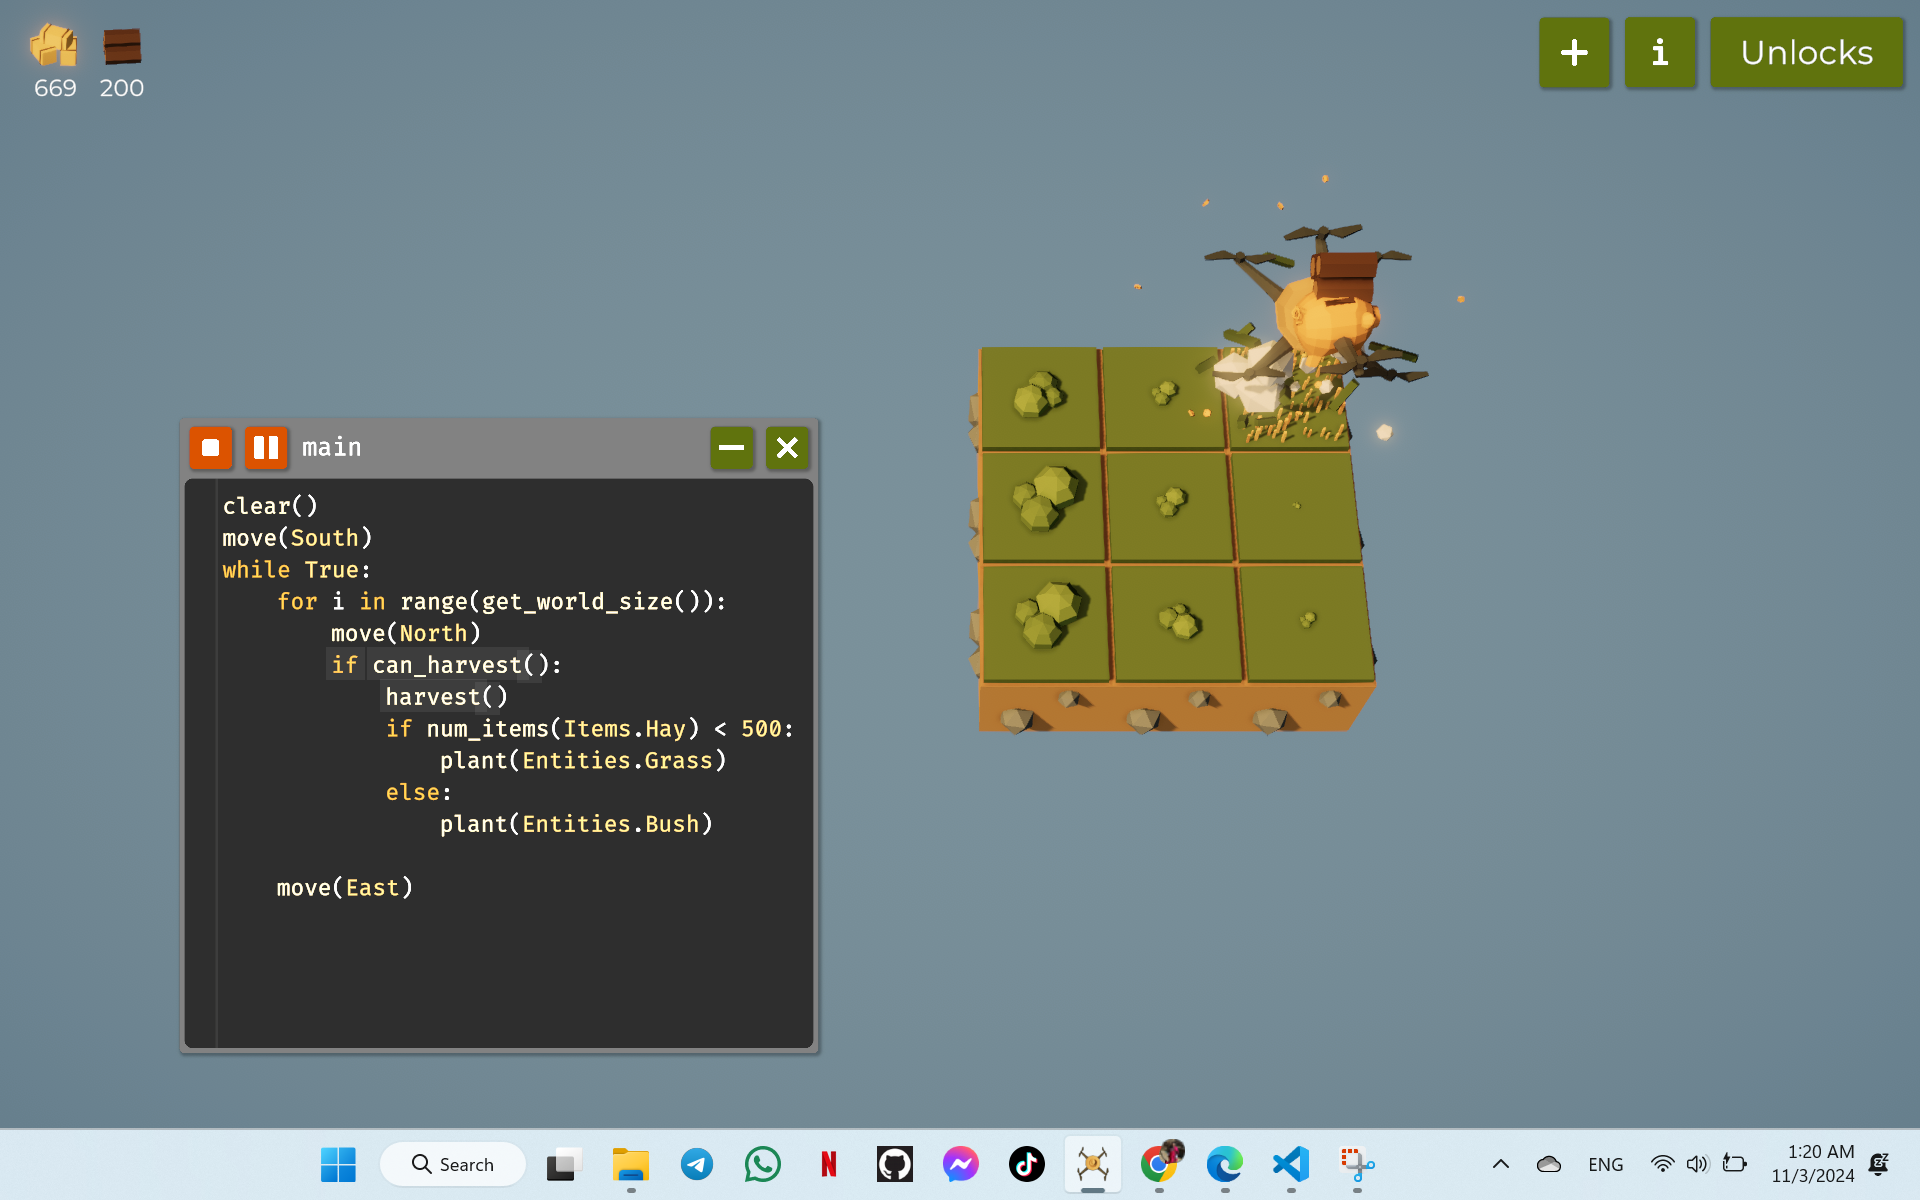 669 200
i Unlocks
main
clear()
move(South)
while True:
    for i in range(get_world_size()):
        move(North)
        if can_harvest():
            harvest()
            if num_items(Items.Hay) < 500:
                plant(Entities.Grass)
            else:
                plant(Entities.Bush)
    move(East)
Search
N
ENG
1:20 AM
11/3/2024